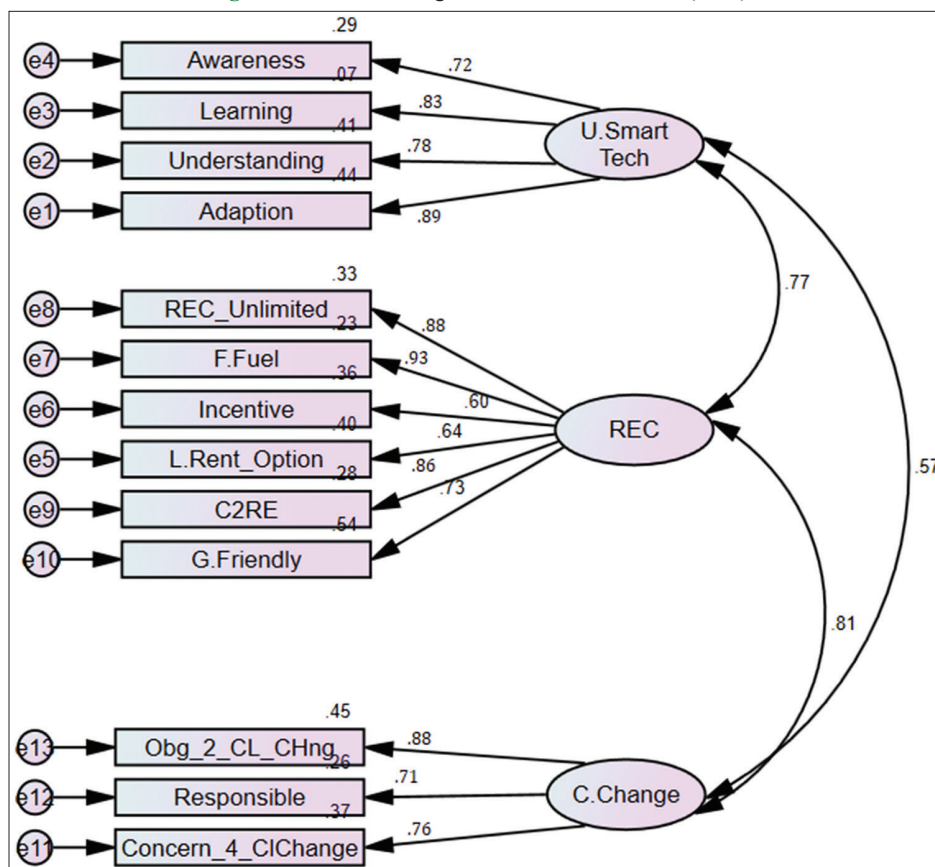 .29
e4 Awareness .72
.07
e3 Learning .83
.41
e2 Understanding .78
.44
e1 Adaption .89
U.Smart
Tech
.77
.33
e8 REC_Unlimited .88
.23
e7 F.Fuel .93
.36
e6 Incentive .60
.40
e5 L.Rent_Option .64
.28
e9 C2RE .86
.54
e10 G.Friendly .73
REC
.57
.81
.45
e13 Obg_2_CL_CHng .88
.26
e12 Responsible .71
.37
e11 Concern_4_ClChange .76
C.Change